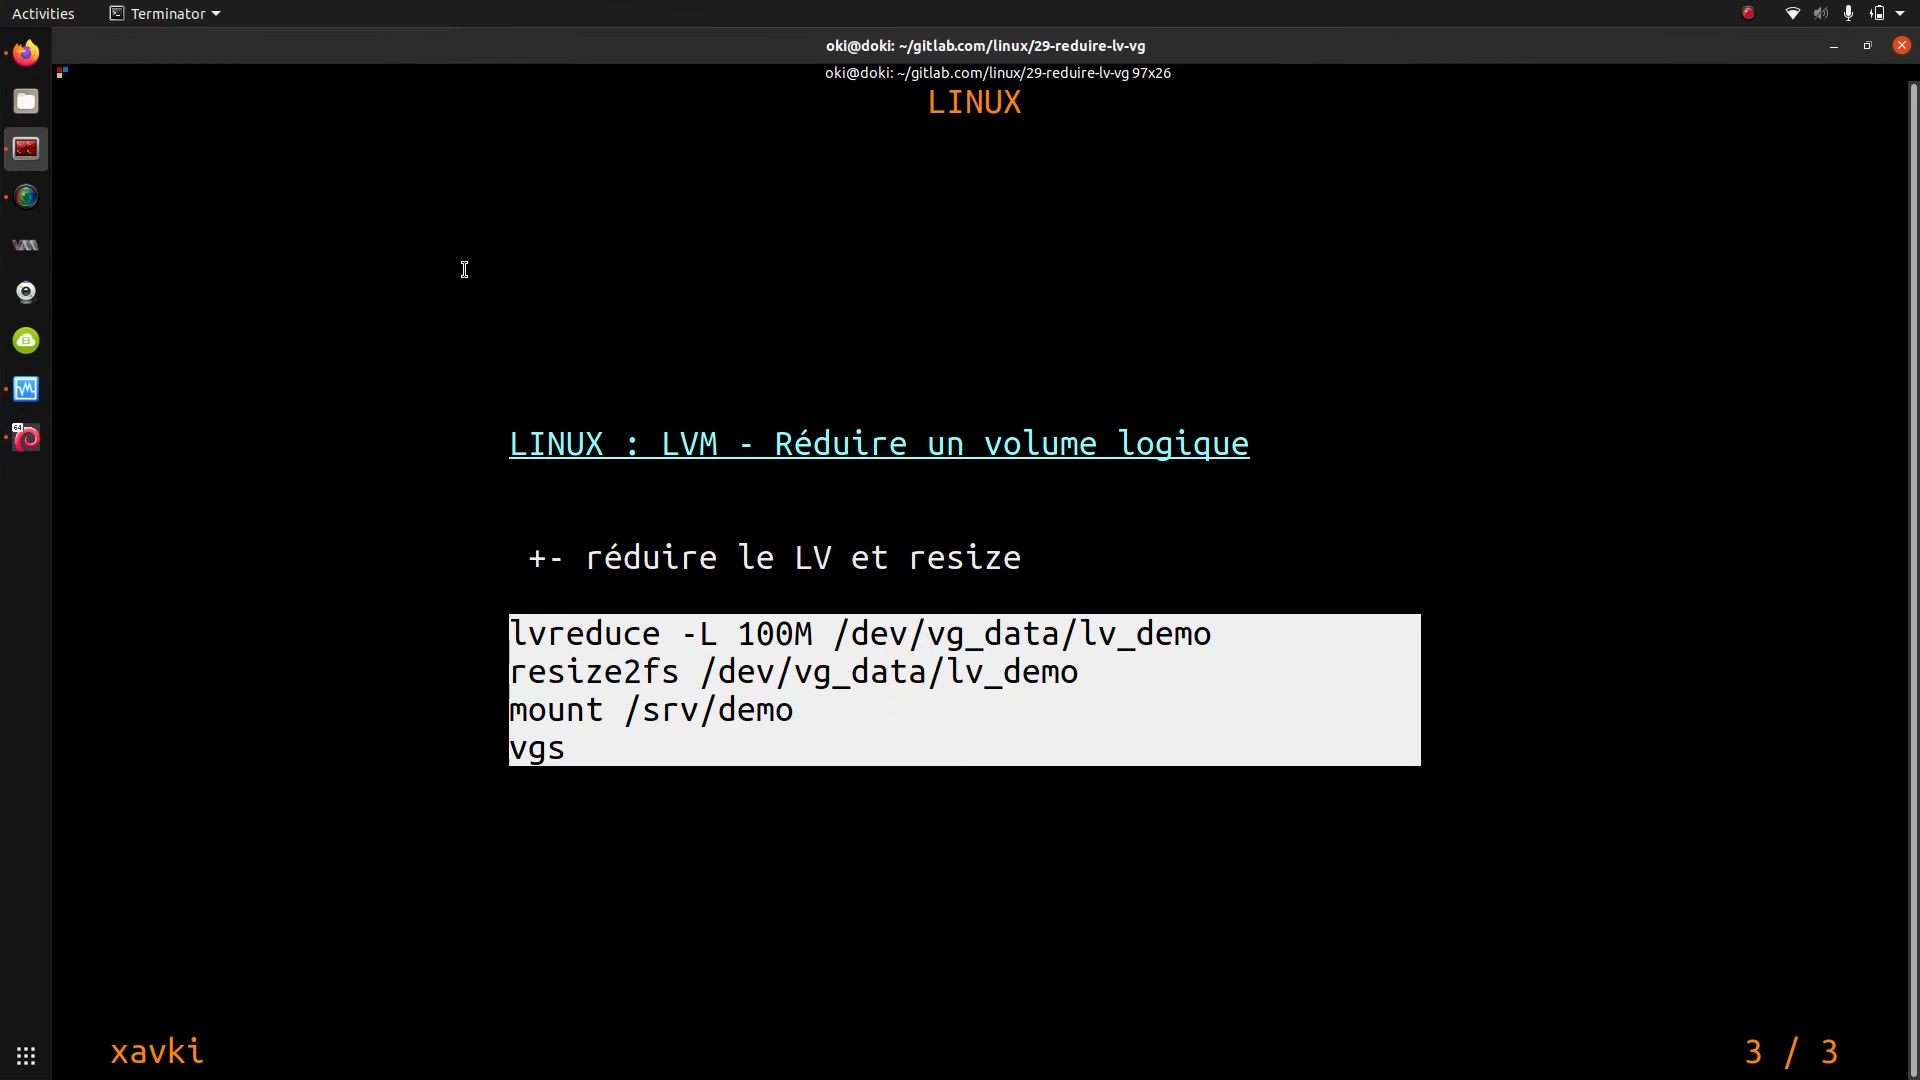 Activities
Terminator
oki@doki: ~/gitlab.com/linux/29-reduire-lv-vg
oki@doki: ~/gitlab.com/linux/29-reduire-lv-vg 97x26
LINUX
64
LINUX : LVM - Réduire un volume logique
+- réduire le LV et resize
lvreduce -L 100M /dev/vg_data/lv_demo
resize2fs /dev/vg_data/lv_demo
mount /srv/demo
vgs
xavki
3 / 3